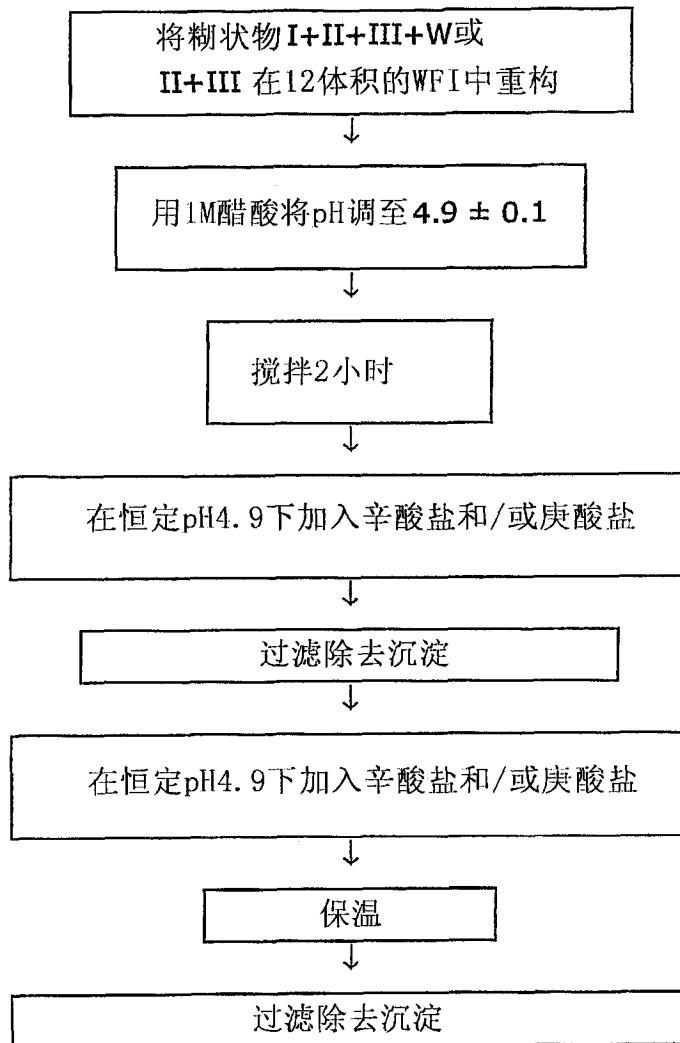 将糊状物I+II+III+W或
II+III 在12体积的WFI中重构
↓
用1M醋酸将pH调至4.9 ± 0.1
↓
搅拌2小时
↓
在恒定pH4.9下加入辛酸盐和/或庚酸盐
↓
过滤除去沉淀
↓
在恒定pH4.9下加入辛酸盐和/或庚酸盐
↓
保温
↓
过滤除去沉淀